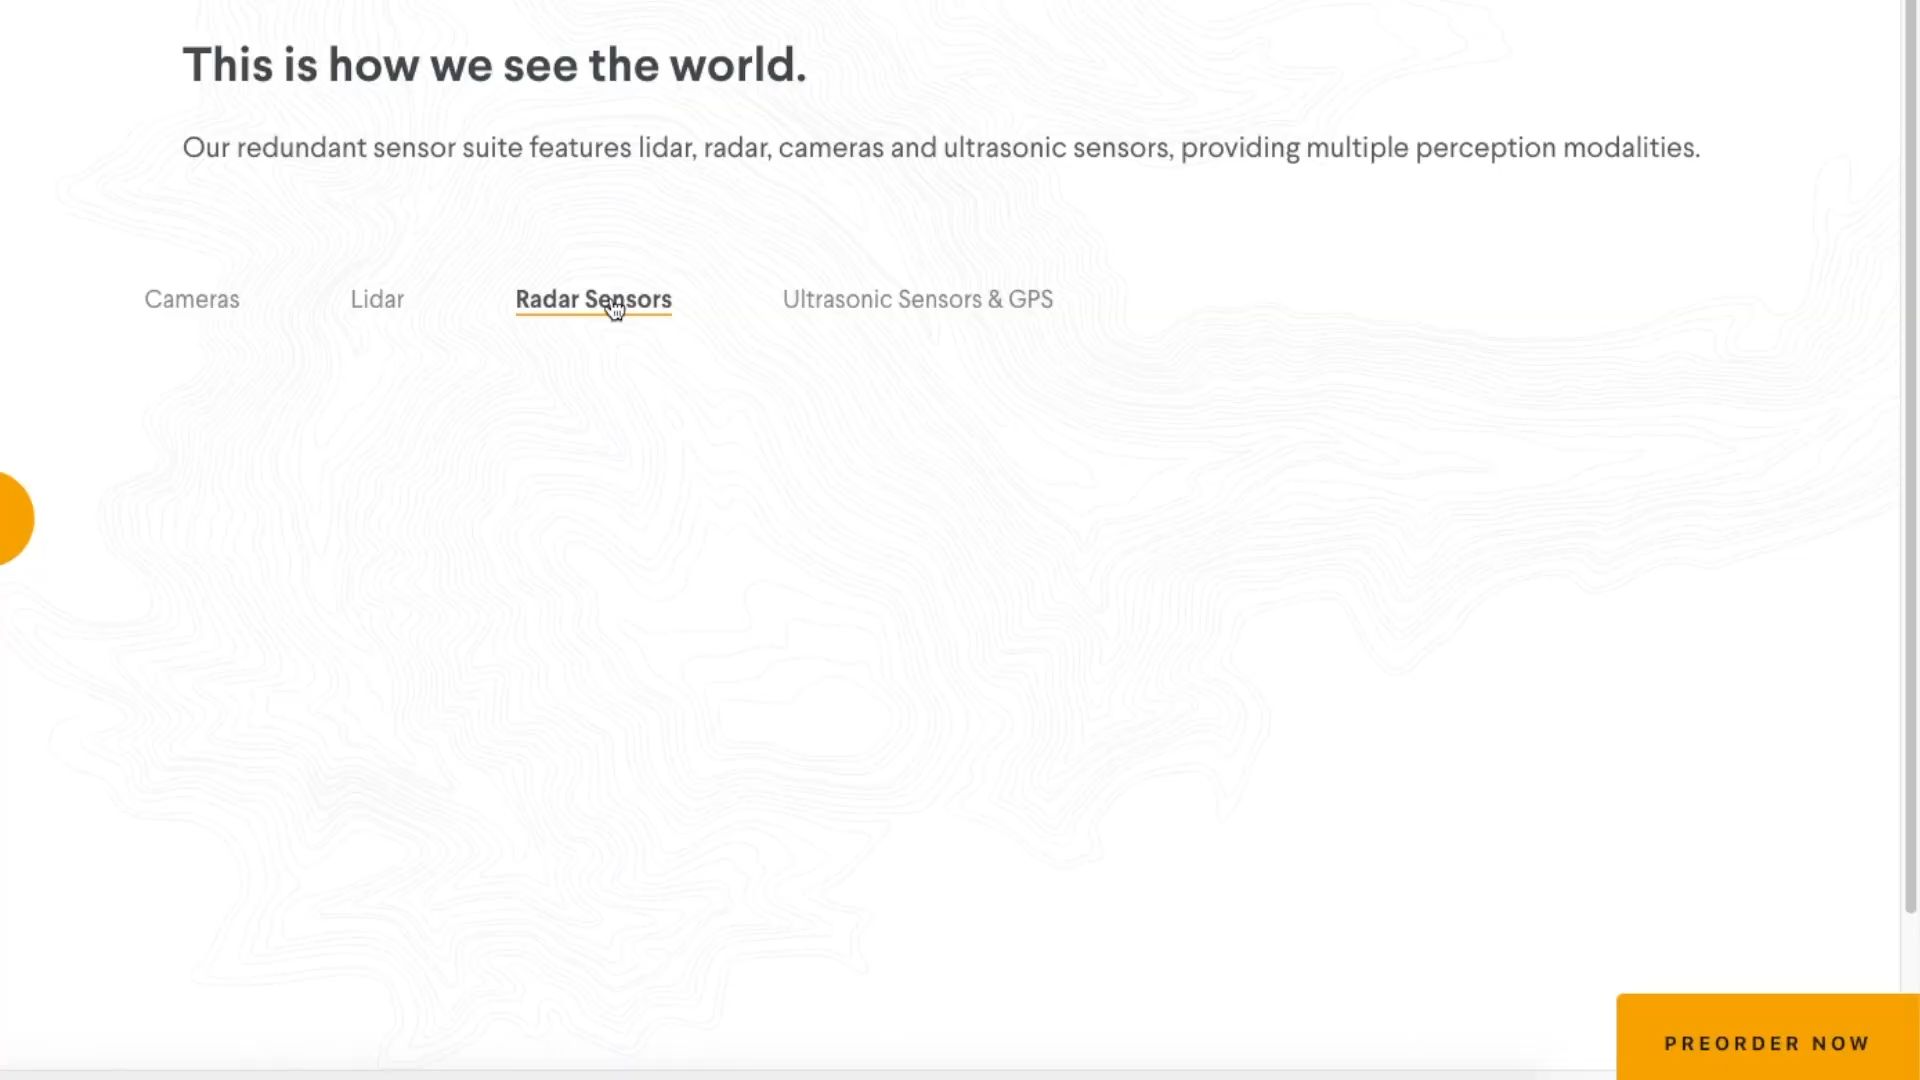 This is how we see the world.
Our redundant sensor suite features lidar, radar, cameras and ultrasonic sensors, providing multiple perception modalities.
Cameras Lidar Radar Sensors Ultrasonic Sensors & GPS
PREORDER NOW